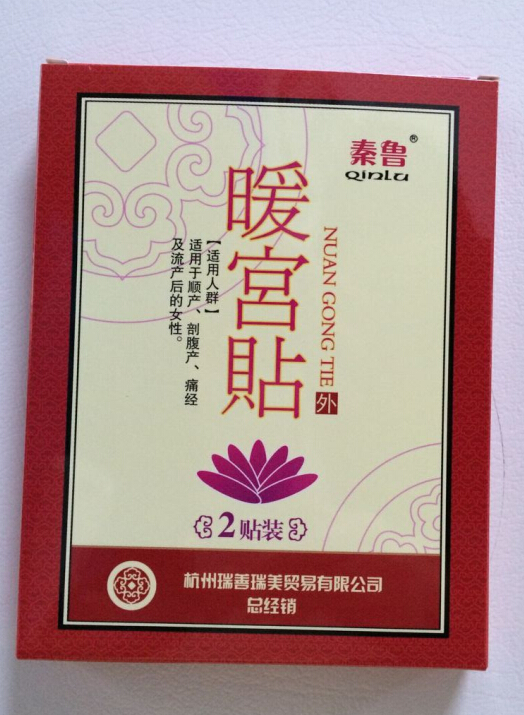 秦鲁®
QinLu
暖宮貼
NUAN GONG TIE
外
【适用人群】
适用于顺产、剖腹产、痛经
及流产后的女性。
2贴装
杭州瑞善瑞美贸易有限公司
总经销